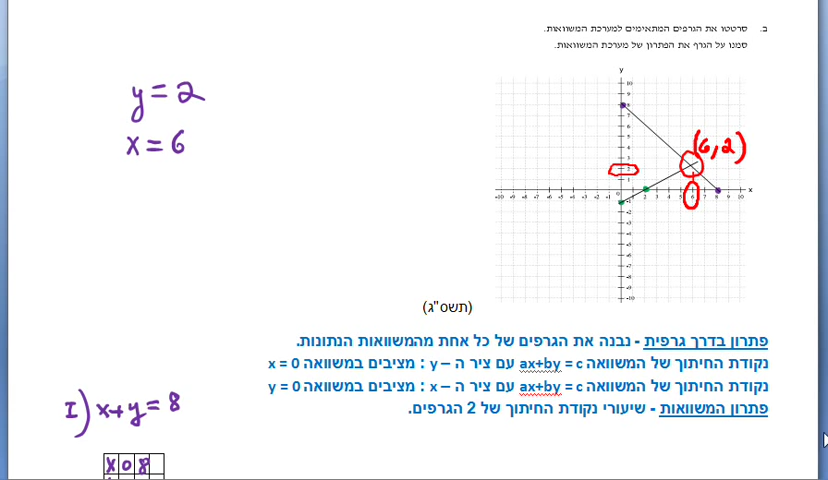 ב. סרטטו את הגרפים המתאימים למערכת המשוואות.
סמנו על הגרף את הפתרון של מערכת המשוואות.
y = 2
x = 6
(6,2)
(תשס"ג)
פתרון בדרך גרפית - נבנה את הגרפים של כל אחת מהמשוואות הנתונות.
נקודת החיתוך של המשוואה ax+by = c עם ציר ה – y : מציבים במשוואה x = 0
נקודת החיתוך של המשוואה ax+by = c עם ציר ה – x : מציבים במשוואה y = 0
פתרון המשוואות - שיעורי נקודת החיתוך של 2 הגרפים.
I) x+y = 8
x 0 8